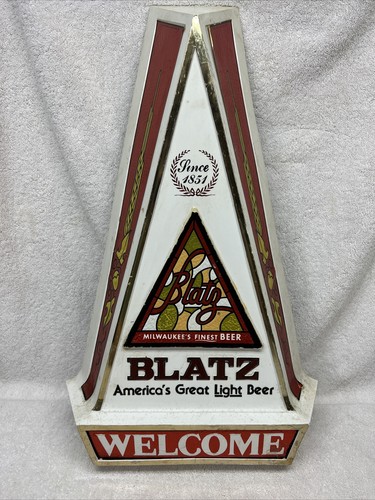 Since
1851
Blatz
MILWAUKEE'S FINEST BEER
BLATZ
America's Great Light Beer
WELCOME